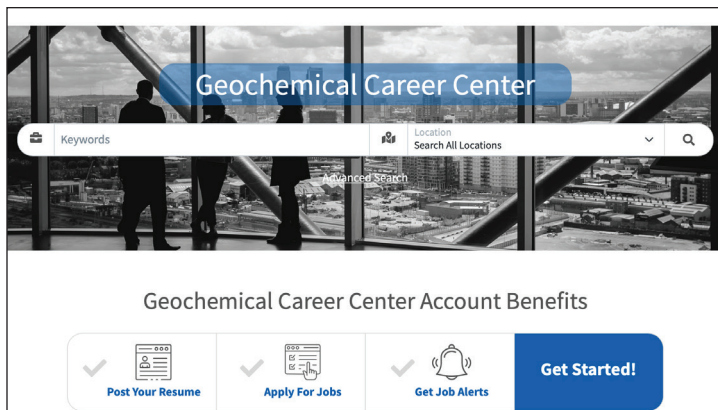 Geochemical Career Center
Keywords
Location
Search All Locations
Advanced Search
Geochemical Career Center Account Benefits
Post Your Resume
Apply For Jobs
Get Job Alerts
Get Started!